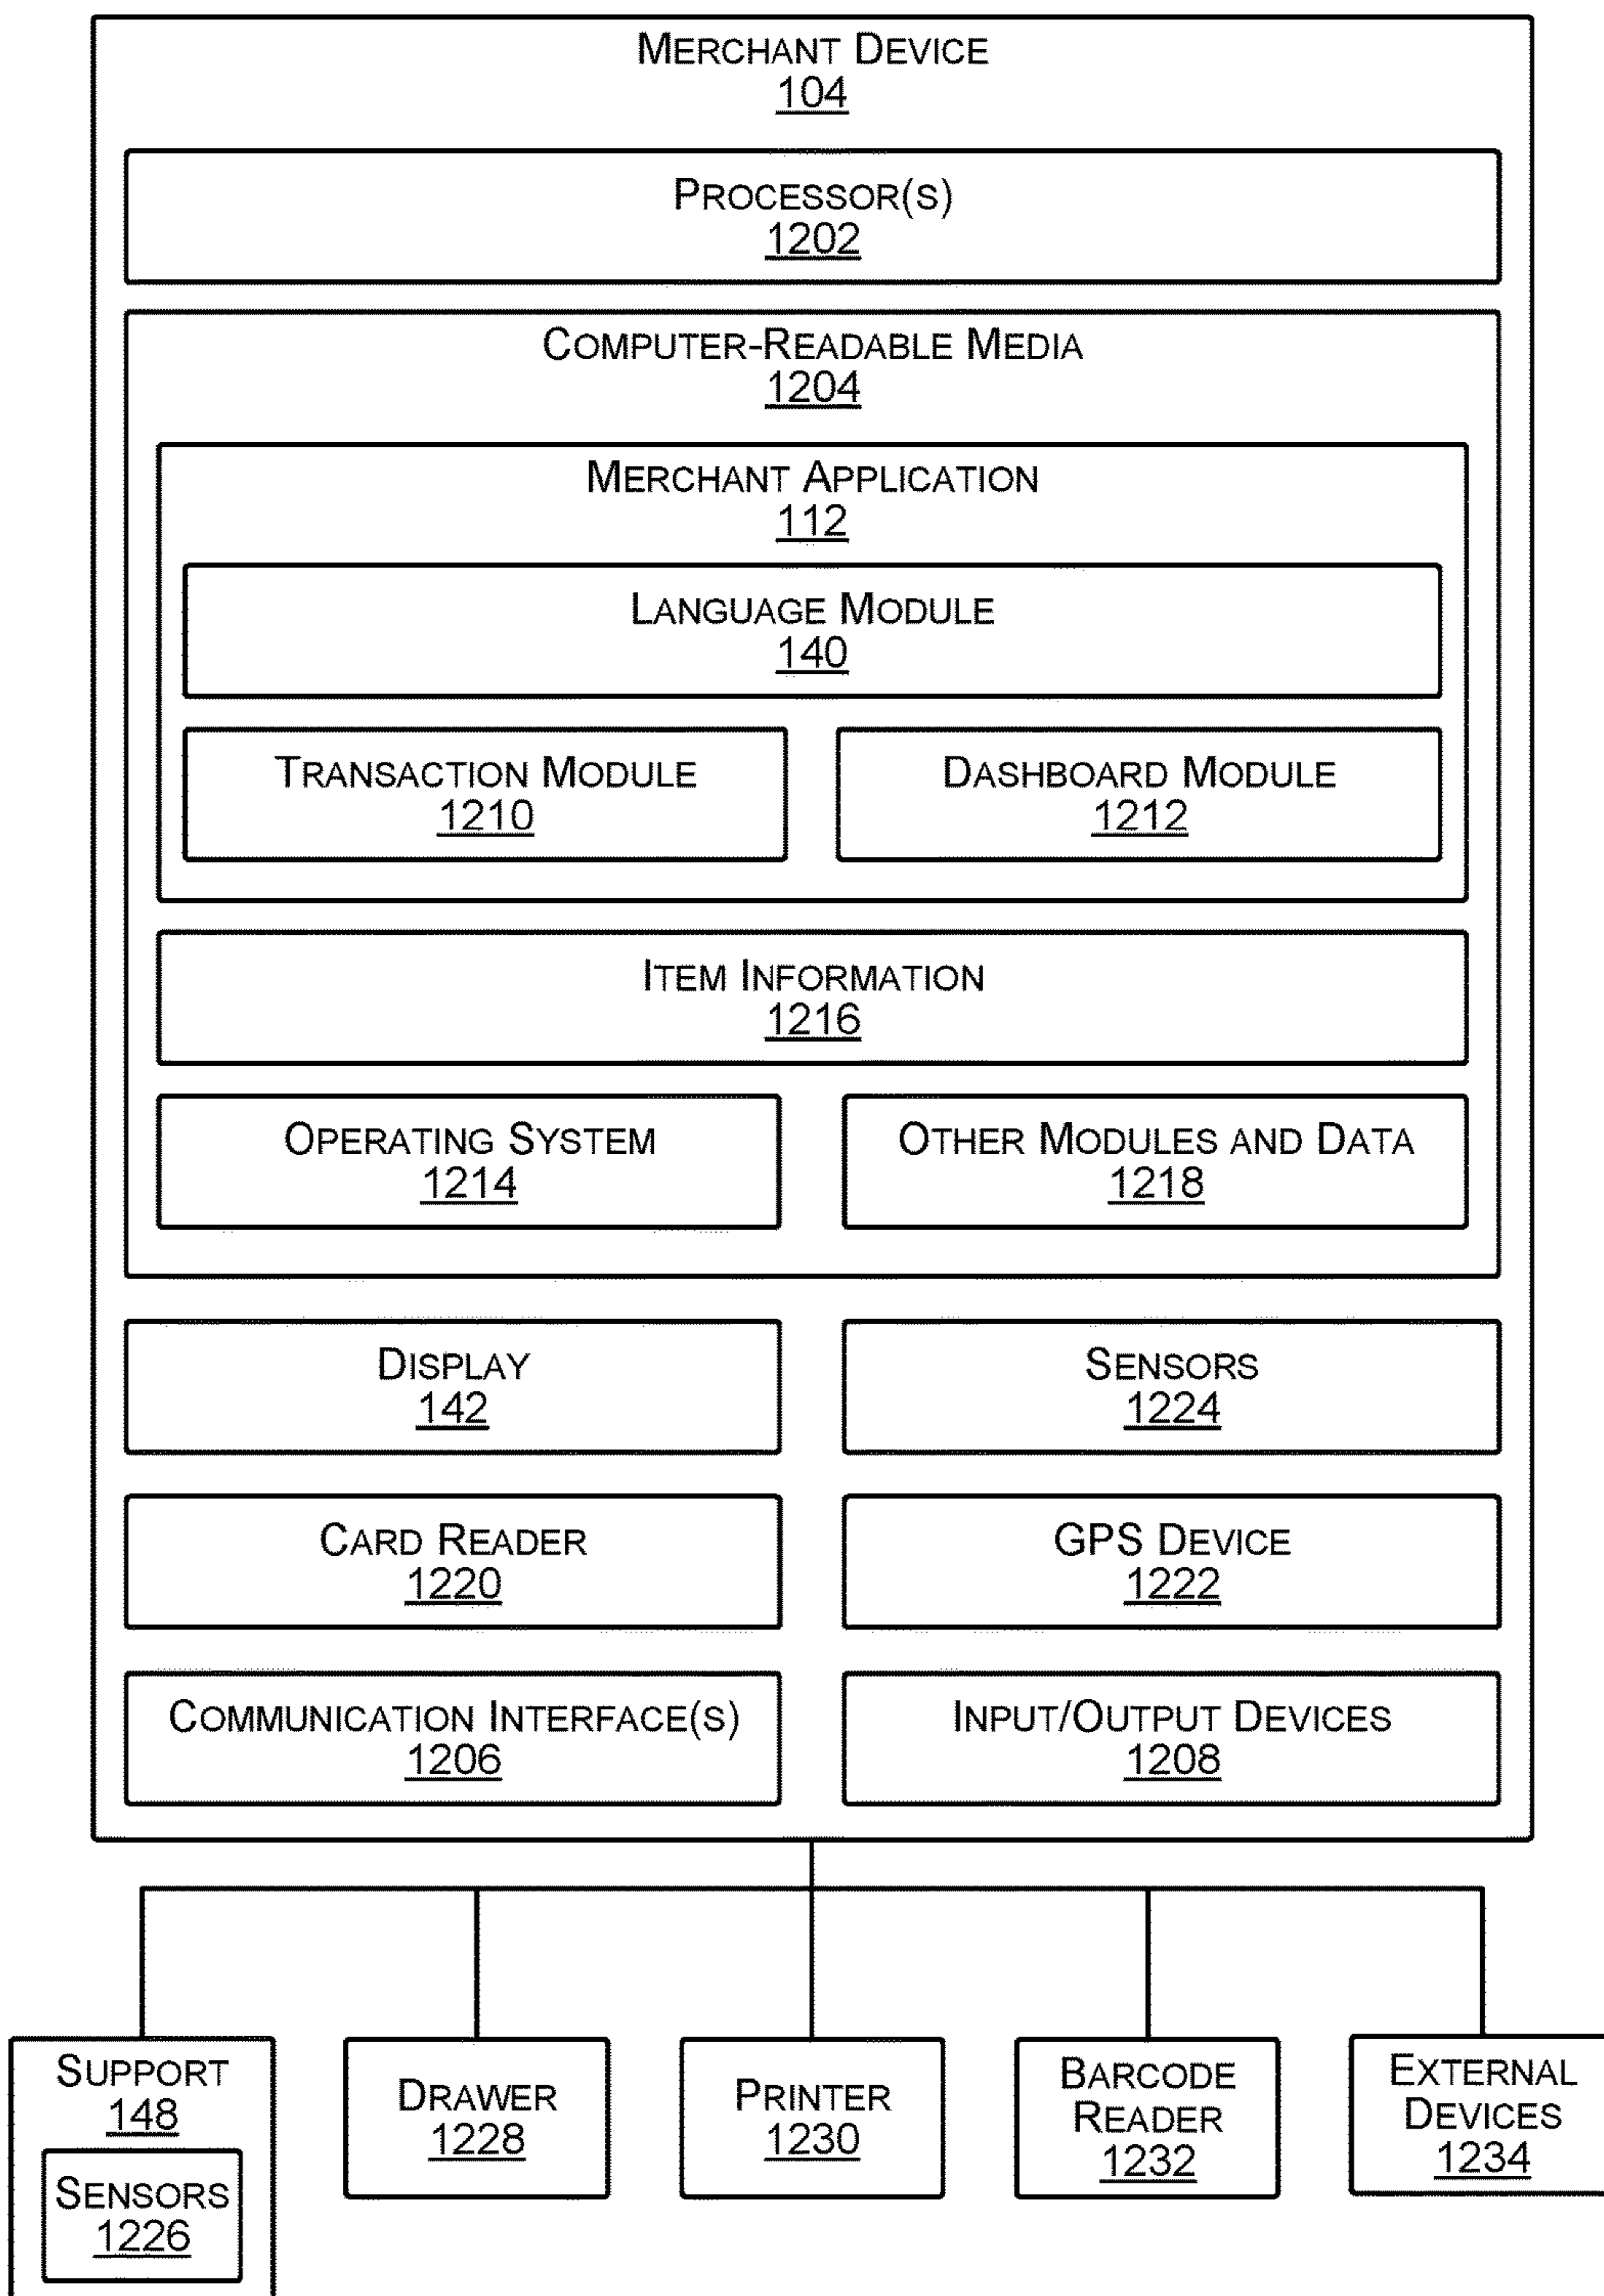 MERCHANT DEVICE
104
PROCESSOR(S)
1202
COMPUTER-READABLE MEDIA
1204
MERCHANT APPLICATION
112
LANGUAGE MODULE
140
TRANSACTION MODULE
1210
DASHBOARD MODULE
1212
ITEM INFORMATION
1216
OPERATING SYSTEM
1214
OTHER MODULES AND DATA
1218
DISPLAY
142
SENSORS
1224
CARD READER
1220
GPS DEVICE
1222
COMMUNICATION INTERFACE(S)
1206
INPUT/OUTPUT DEVICES
1208
SUPPORT
148
SENSORS
1226
DRAWER
1228
PRINTER
1230
BARCODE
READER
1232
EXTERNAL
DEVICES
1234